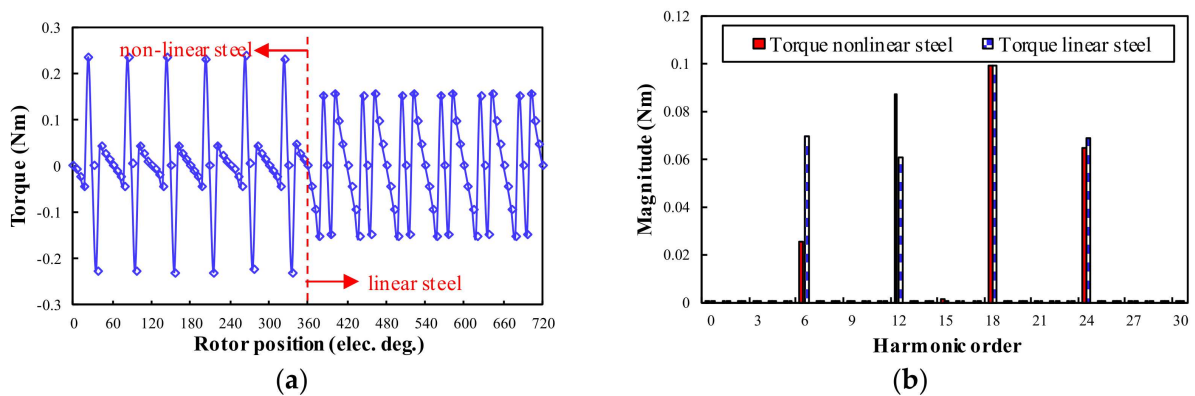 0.3
0.2
0.1
0
-0.1
-0.2
-0.3
Torque (Nm)
non-linear steel
linear steel
0 60 120 180 240 300 360 420 480 540 600 660 720
Rotor position (elec. deg.)
(a)
0.12
0.1
0.08
0.06
0.04
0.02
0
Magnitude (Nm)
Torque nonlinear steel
Torque linear steel
0 3 6 9 12 15 18 21 24 27 30
Harmonic order
(b)